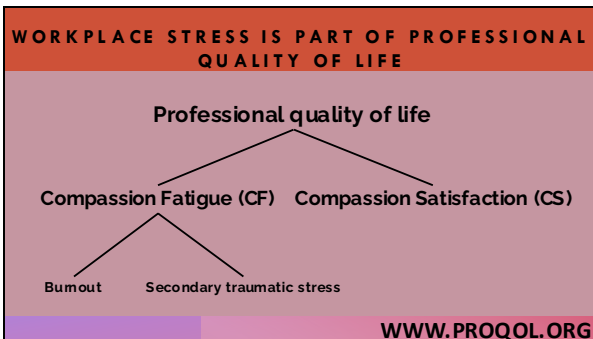 WORKPLACE STRESS IS PART OF PROFESSIONAL
QUALITY OF LIFE
Professional quality of life
Compassion Fatigue (CF) Compassion Satisfaction (CS)
Burnout Secondary traumatic stress
WWW.PROQOL.ORG